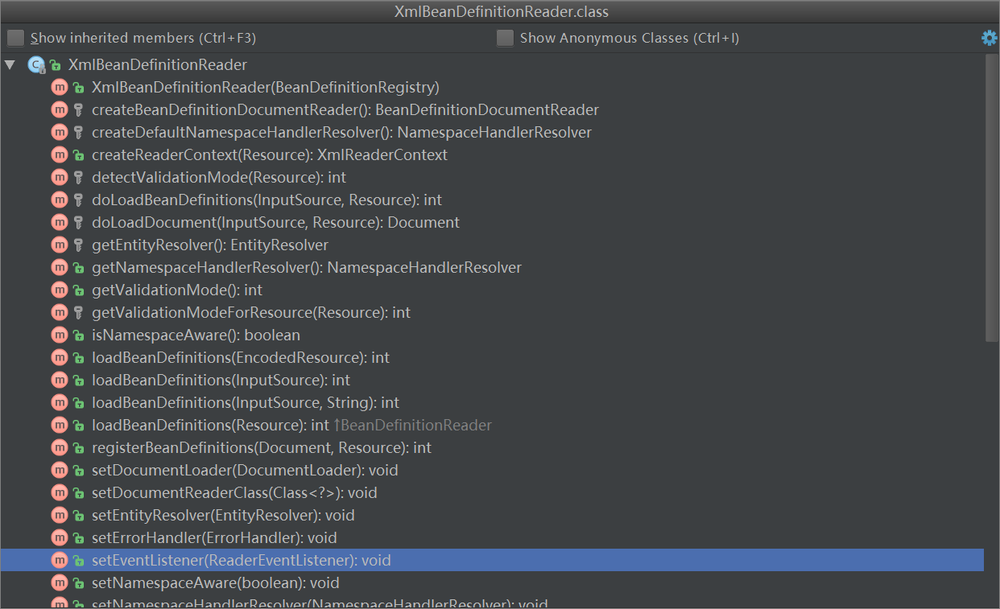 XmlBeanDefinitionReader.class
Show inherited members (Ctrl+F3) Show Anonymous Classes (Ctrl+I)
XmlBeanDefinitionReader
XmlBeanDefinitionReader(BeanDefinitionRegistry)
createBeanDefinitionDocumentReader(): BeanDefinitionDocumentReader
createDefaultNamespaceHandlerResolver(): NamespaceHandlerResolver
createReaderContext(Resource): XmlReaderContext
detectValidationMode(Resource): int
doLoadBeanDefinitions(InputSource, Resource): int
doLoadDocument(InputSource, Resource): Document
getEntityResolver(): EntityResolver
getNamespaceHandlerResolver(): NamespaceHandlerResolver
getValidationMode(): int
getValidationModeForResource(Resource): int
isNamespaceAware(): boolean
loadBeanDefinitions(EncodedResource): int
loadBeanDefinitions(InputSource): int
loadBeanDefinitions(InputSource, String): int
loadBeanDefinitions(Resource): int ↑BeanDefinitionReader
registerBeanDefinitions(Document, Resource): int
setDocumentLoader(DocumentLoader): void
setDocumentReaderClass(Class<?>): void
setEntityResolver(EntityResolver): void
setErrorHandler(ErrorHandler): void
setEventListener(ReaderEventListener): void
setNamespaceAware(boolean): void
setNamespaceHandlerResolver(NamespaceHandlerResolver): void